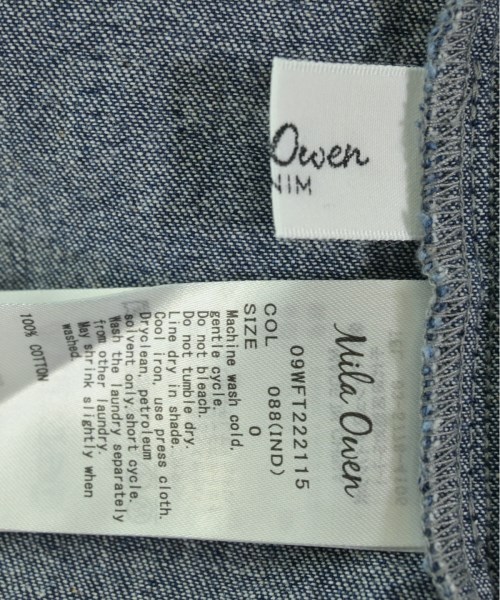 Owen
NIM
Mila Owen
09WFT222115
COL 088(IND)
SIZE 0
Machine wash cold,
gentle cycle.
Do not bleach.
Do not tumble dry.
Line dry in shade.
Cool iron, use press cloth.
Dryclean, petroleum
solvent only, short cycle.
Wash the laundry separately
from other laundry.
May shrink slightly when
washed.
100% COTTON